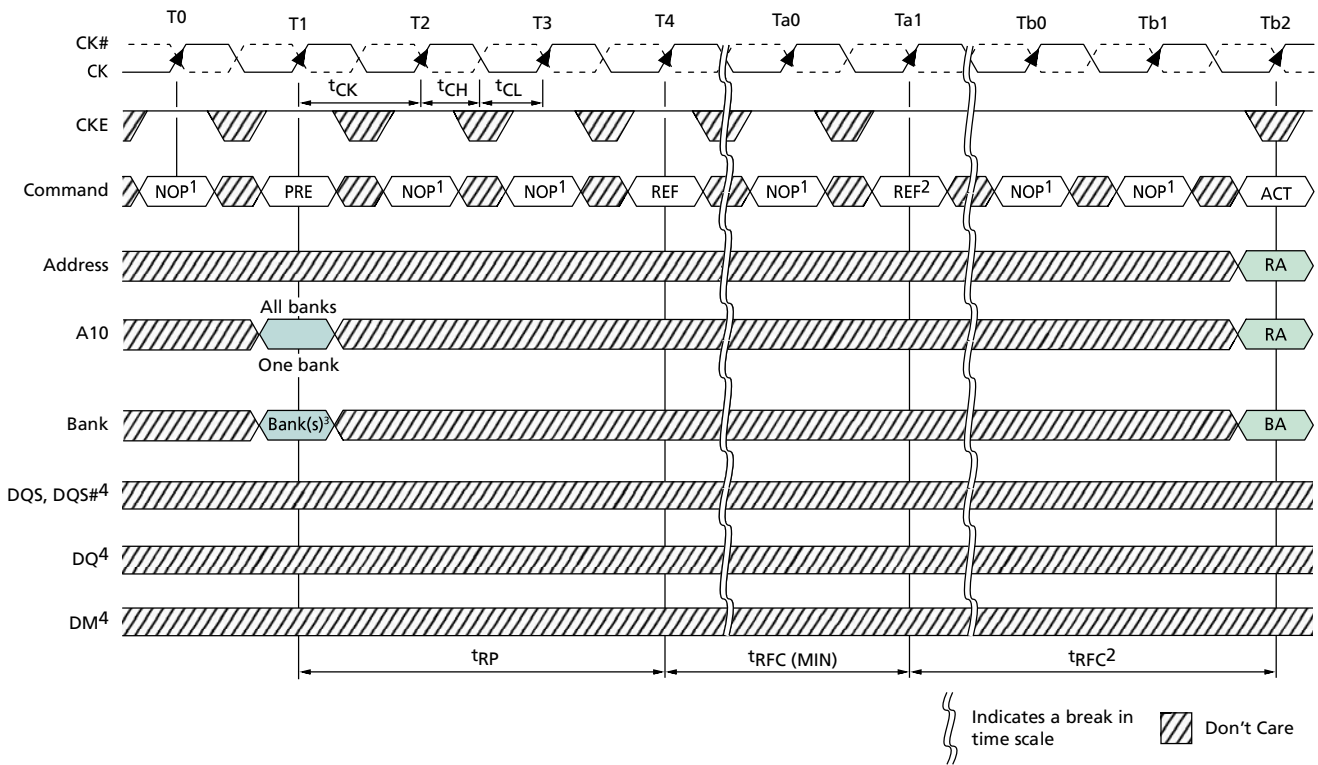 T0 T1 T2 T3 T4 Ta0 Ta1 Tb0 Tb1 Tb2
CK#
CK
tCK tCH tCL
CKE
Command NOP1 PRE NOP1 NOP1 REF NOP1 REF2 NOP1 NOP1 ACT
Address RA
All banks
A10 RA
One bank
Bank Bank(s)3 BA
DQS, DQS#4
DQ4
DM4
tRP tRFC (MIN) tRFC2
Indicates a break in
time scale
Don't Care